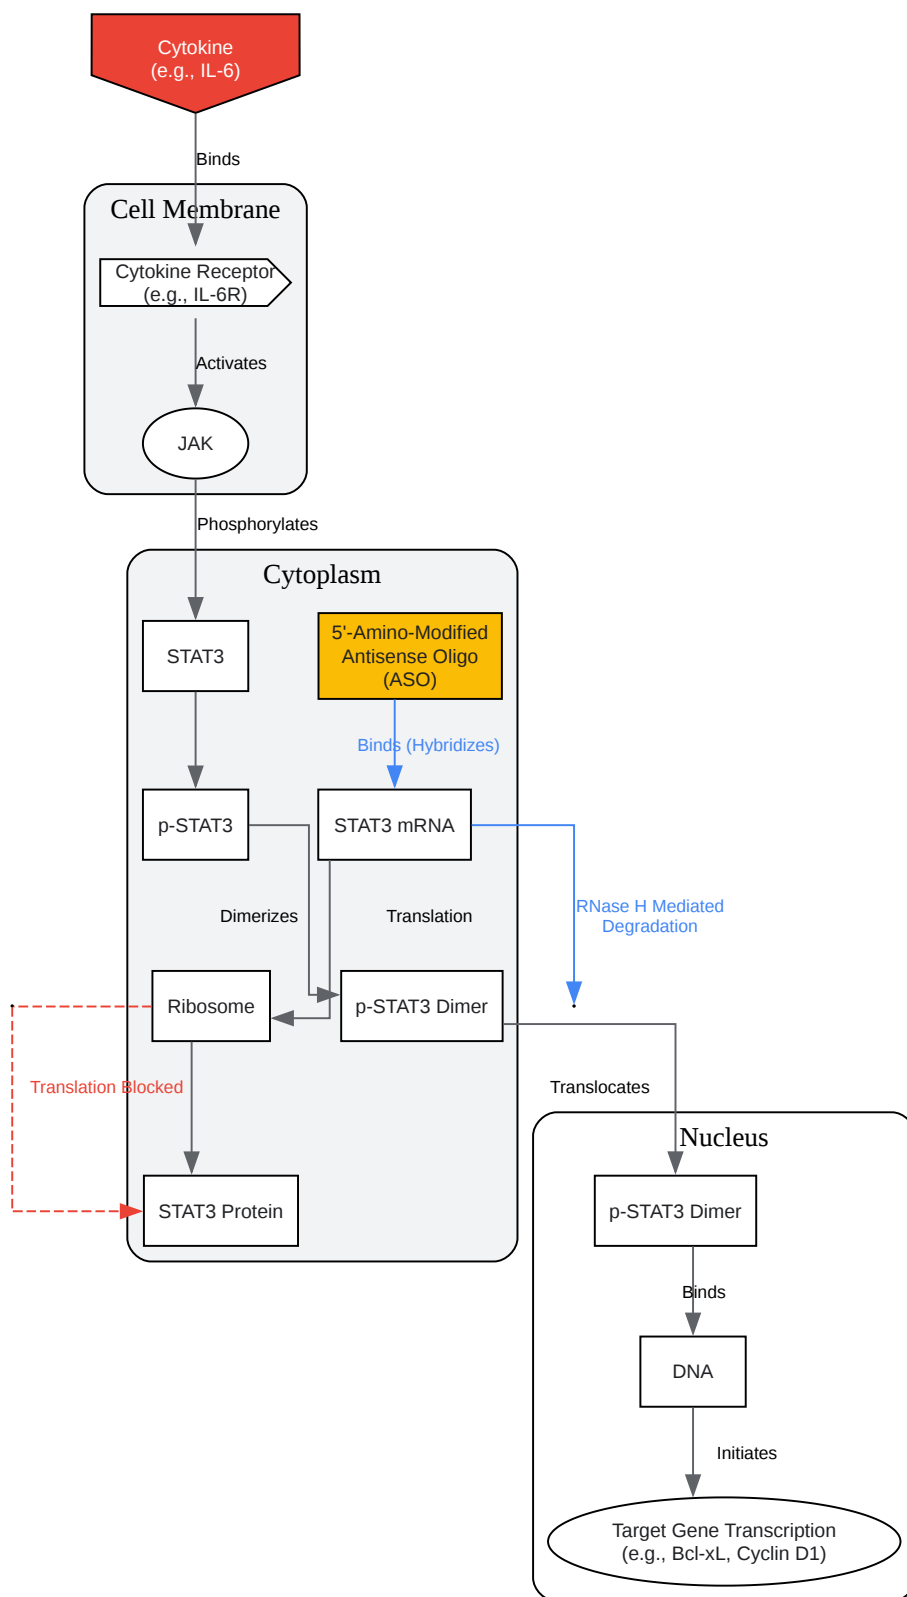 Cytokine
(e.g., IL-6)
Binds
Cell Membrane
Cytokine Receptor
(e.g., IL-6R)
Activates
JAK
Phosphorylates
Cytoplasm
STAT3
5'-Amino-Modified
Antisense Oligo
(ASO)
Binds (Hybridizes)
p-STAT3
STAT3 mRNA
Dimerizes
Translation
RNase H Mediated
Degradation
Ribosome
p-STAT3 Dimer
Translation Blocked
Translocates
Nucleus
STAT3 Protein
p-STAT3 Dimer
Binds
DNA
Initiates
Target Gene Transcription
(e.g., Bcl-xL, Cyclin D1)